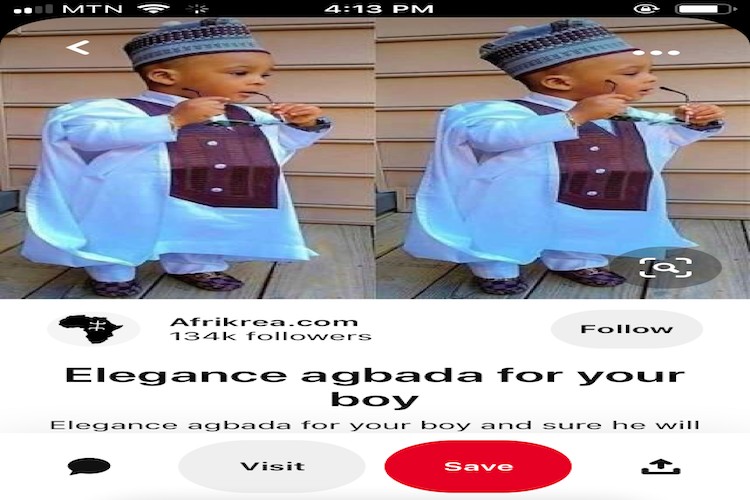 MTN 4:13 PM
Afrikrea.com
134k followers
Follow
Elegance agbada for your
boy
Elegance agbada for your boy and sure he will
Visit
Save